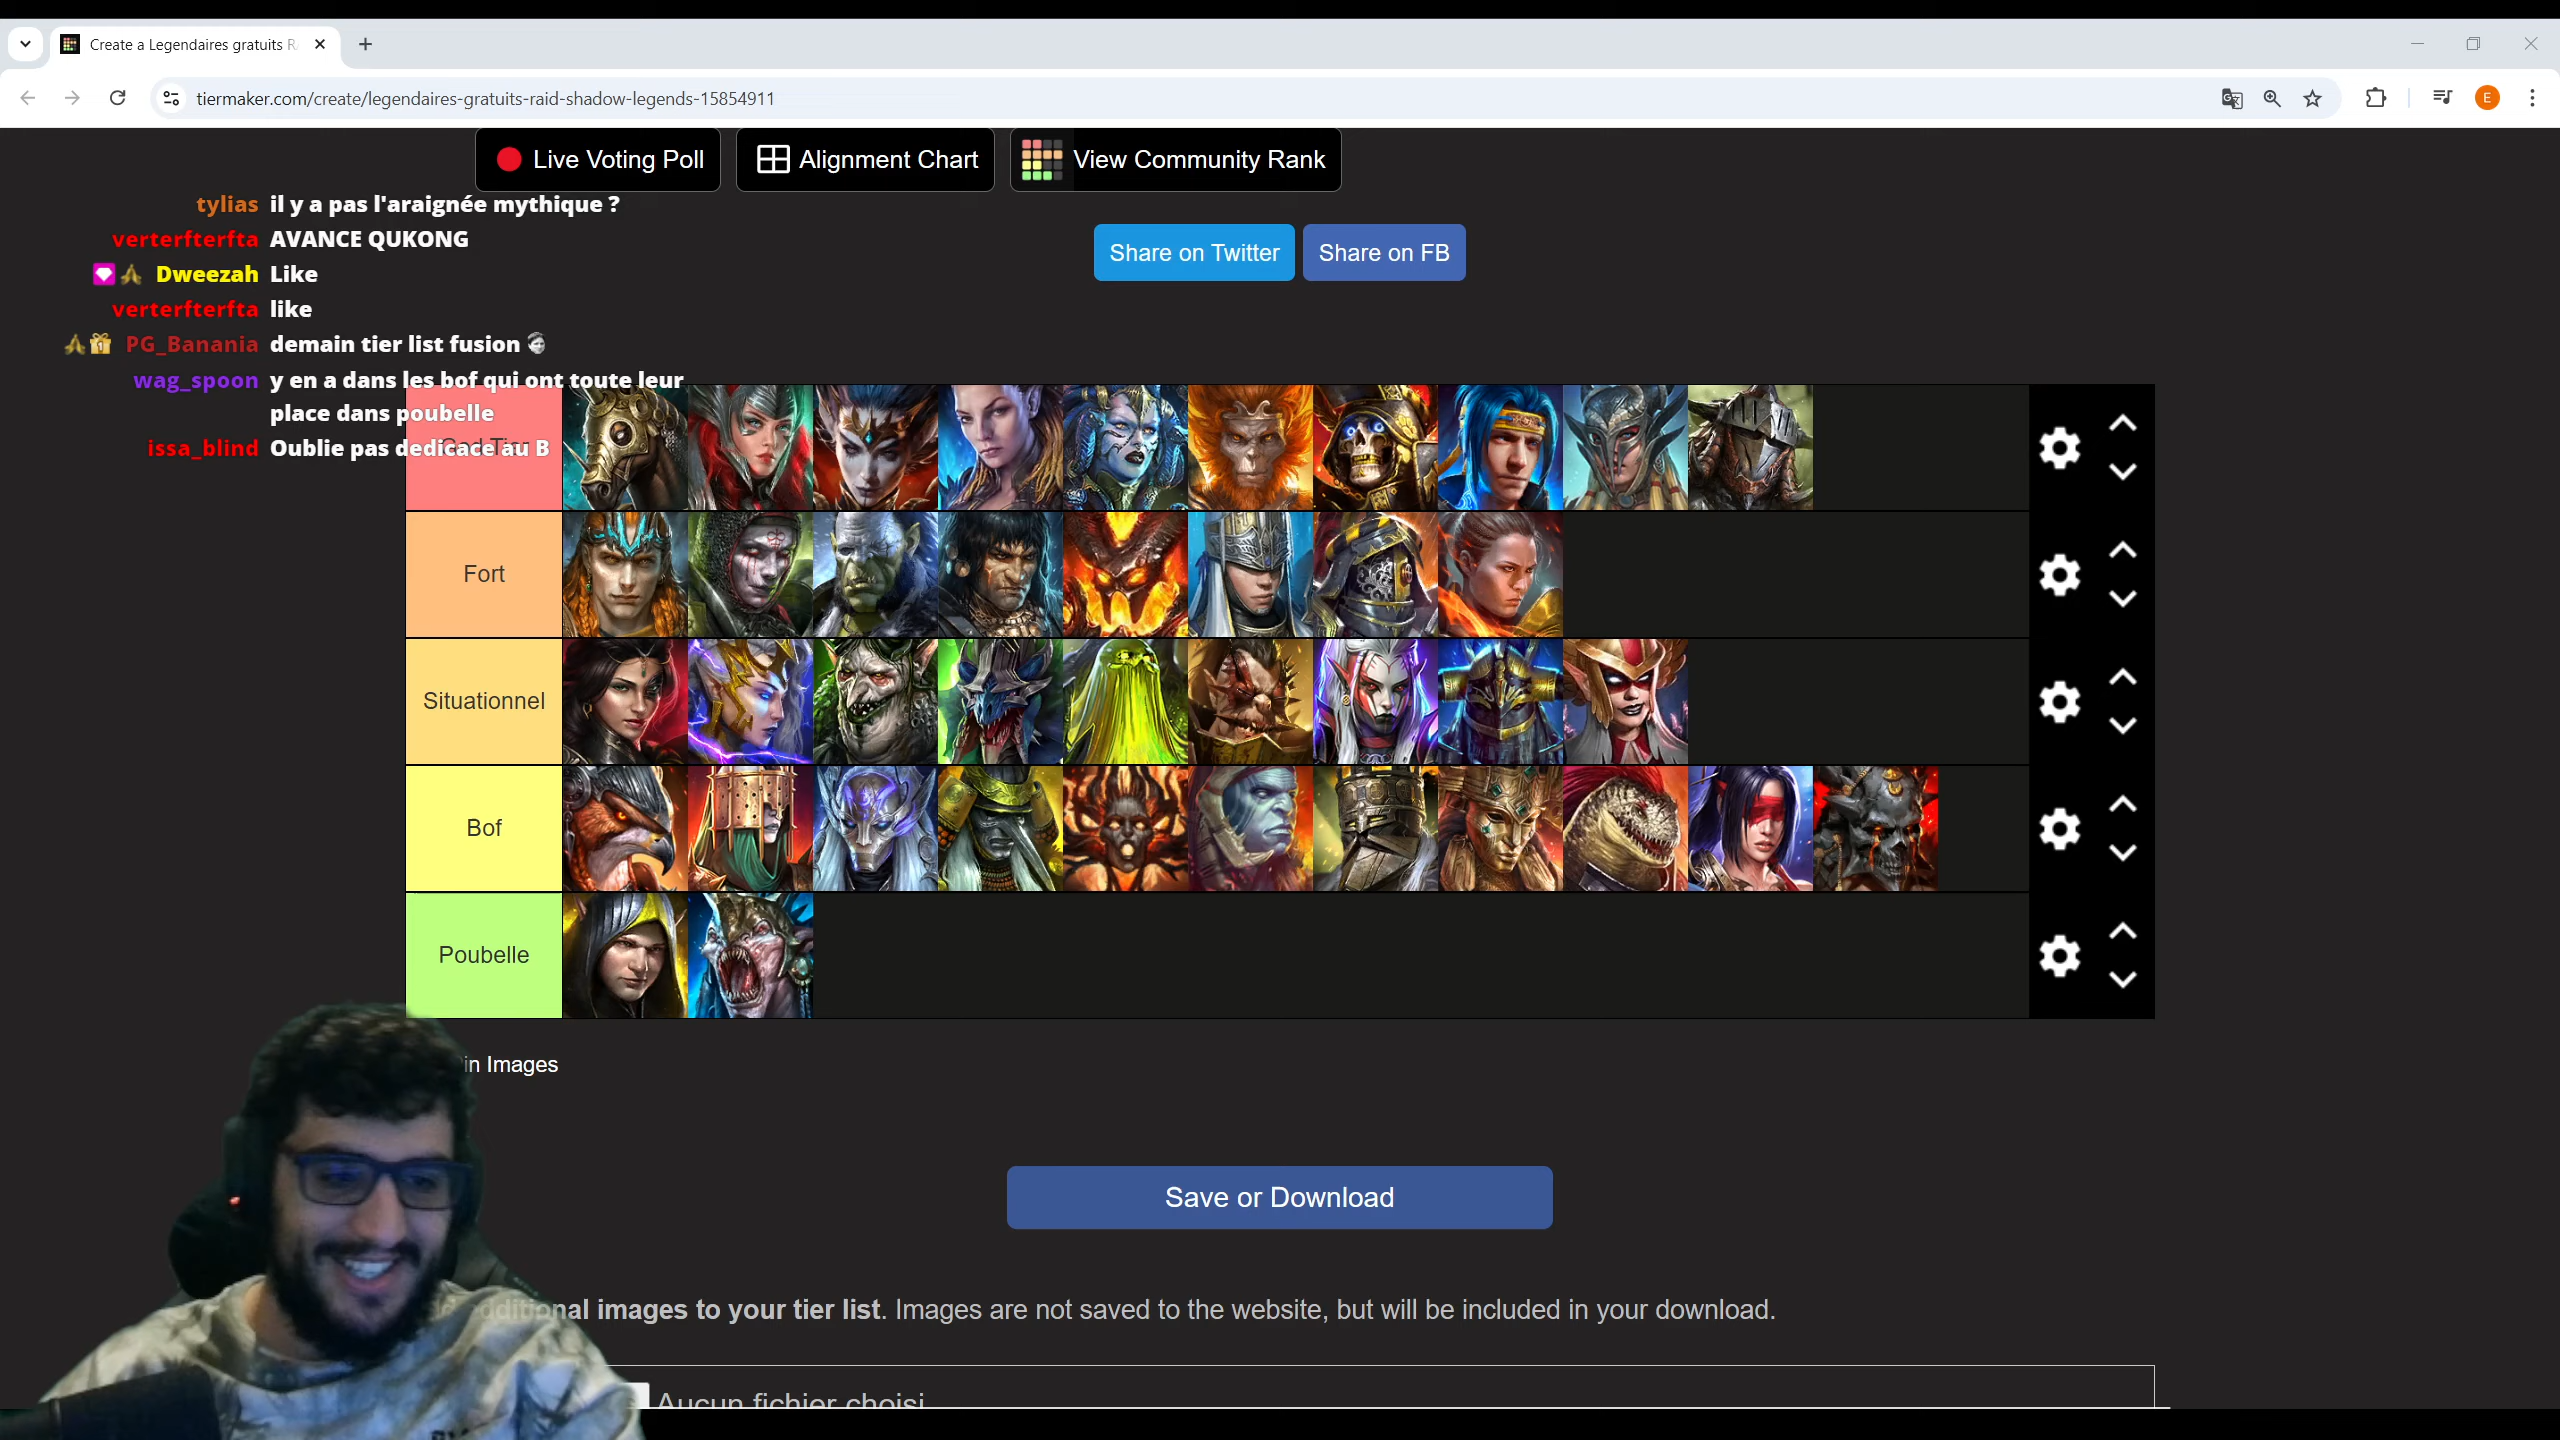 Create a Legendaires gratuits R
tiermaker.com/create/legendaires-gratuits-raid-shadow-legends-15854911
E
Live Voting Poll
Alignment Chart
View Community Rank
tylias il y a pas l'araignée mythique ?
verterfterfta AVANCE QUKONG
Dweezah Like
verterfterfta like
PG_Banania demain tier list fusion
wag_spoon y en a dans les bof qui ont toute leur
place dans poubelle
issa_blind Oublie pas dedicace au B
Share on Twitter
Share on FB
Fort
Situationnel
Bof
Poubelle
in Images
Save or Download
additional images to your tier list. Images are not saved to the website, but will be included in your download.
Aucun fichier choisi